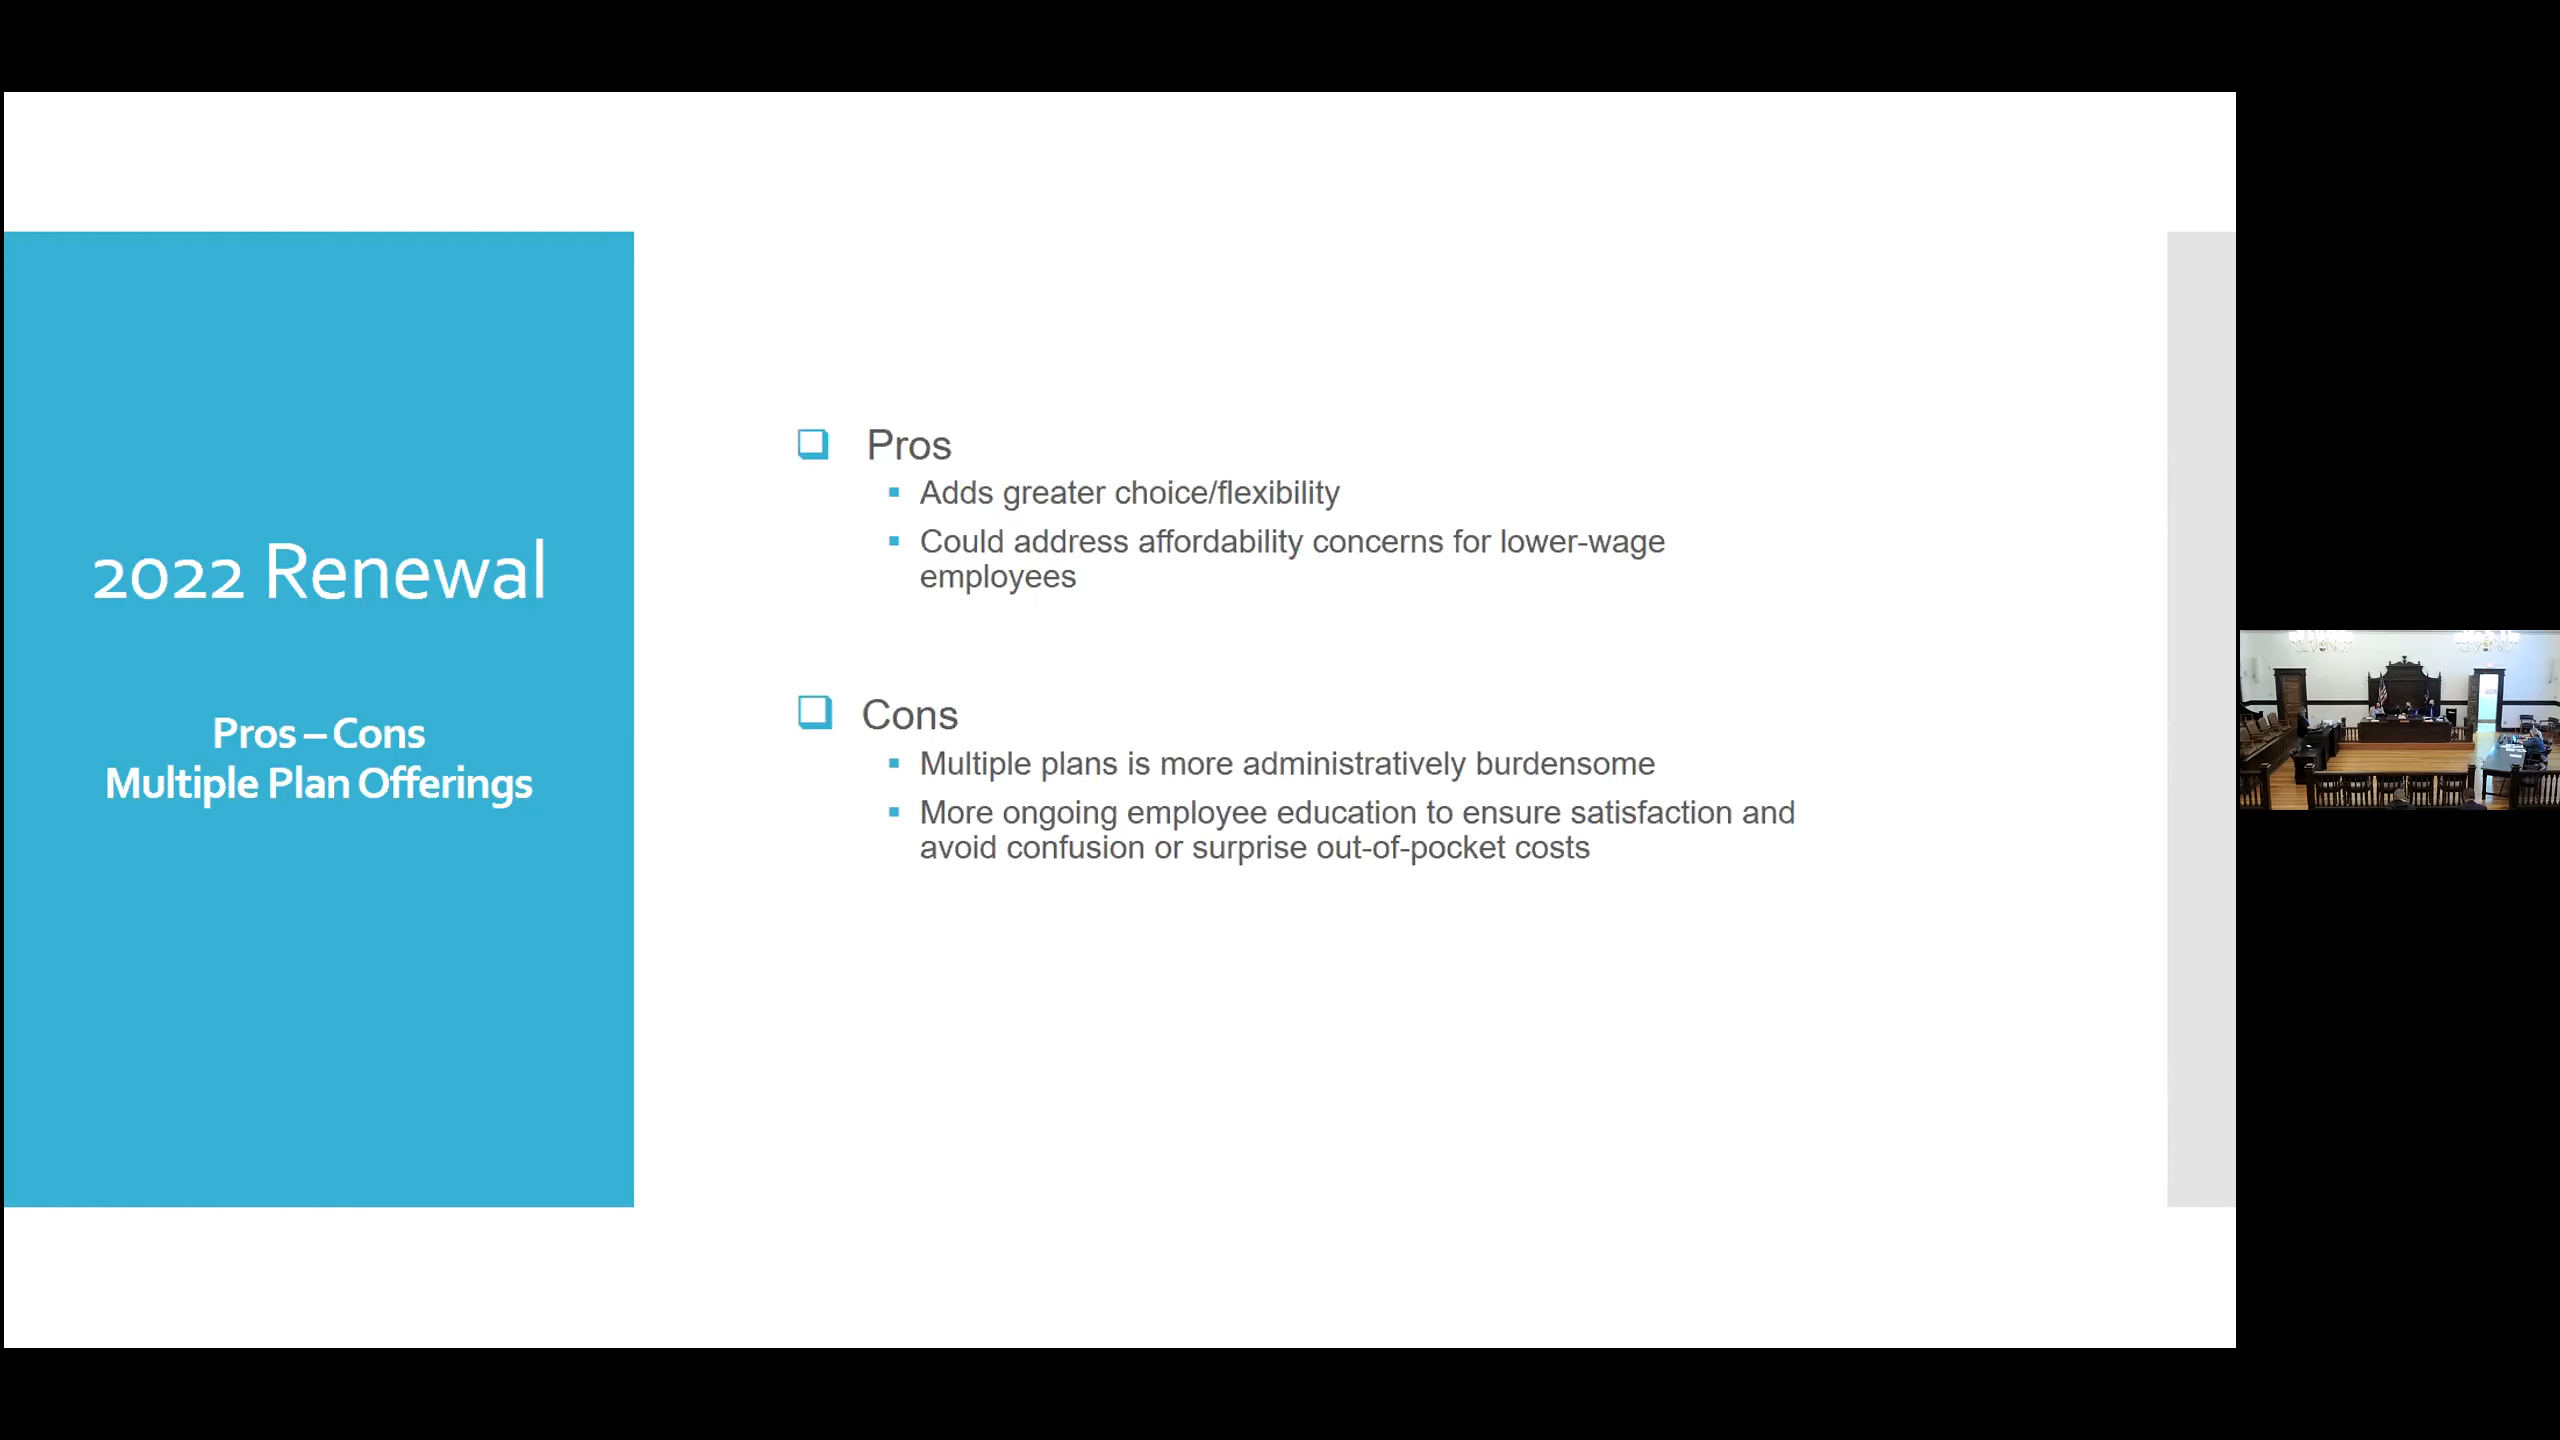 2022 Renewal
Pros – Cons
Multiple Plan Offerings
Pros
Adds greater choice/flexibility
Could address affordability concerns for lower-wage
employees
Cons
Multiple plans is more administratively burdensome
More ongoing employee education to ensure satisfaction and
avoid confusion or surprise out-of-pocket costs